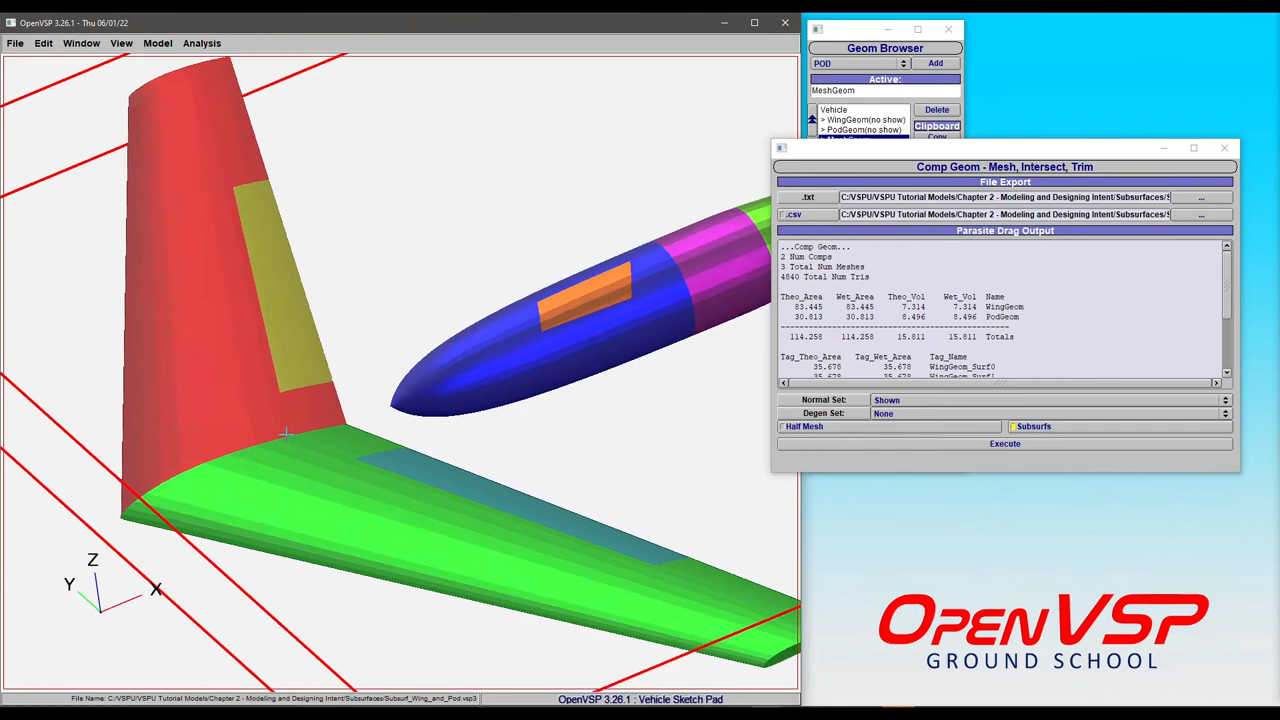 OpenVSP 3.26.1 - Thu 06/01/22
File Edit Window View Model Analysis
Z
Y
X
File Name: C:/VSPU/VSPU Tutorial Models/Chapter 2 - Modeling and Designing Intent/Subsurfaces/Subsurf_Wing_and_Pod.vsp3
OpenVSP 3.26.1 : Vehicle Sketch Pad
Geom Browser
POD Add
Active:
MeshGeom
Vehicle Delete
> WingGeom(no show) Clipboard
> PodGeom(no show) Copy
Comp Geom - Mesh, Intersect, Trim
File Export
.txt C:/VSPU/VSPU Tutorial Models/Chapter 2 - Modeling and Designing Intent/Subsurfaces/S ...
.csv C:/VSPU/VSPU Tutorial Models/Chapter 2 - Modeling and Designing Intent/Subsurfaces/S ...
Parasite Drag Output
...Comp Geom...
2 Num Comps
3 Total Num Meshes
4840 Total Num Tris
Theo_Area Wet_Area Theo_Vol Wet_Vol Name
83.445 83.445 7.314 7.314 WingGeom
30.813 30.813 8.496 8.496 PodGeom
114.258 114.258 15.811 15.811 Totals
Tag_Theo_Area Tag_Wet_Area Tag_Name
35.678 35.678 WingGeom_Surf0
35.678 35.678 WingGeom_Surf1
Normal Set: Shown
Degen Set: None
Half Mesh Subsurfs
Execute
OPENVSP
GROUND SCHOOL